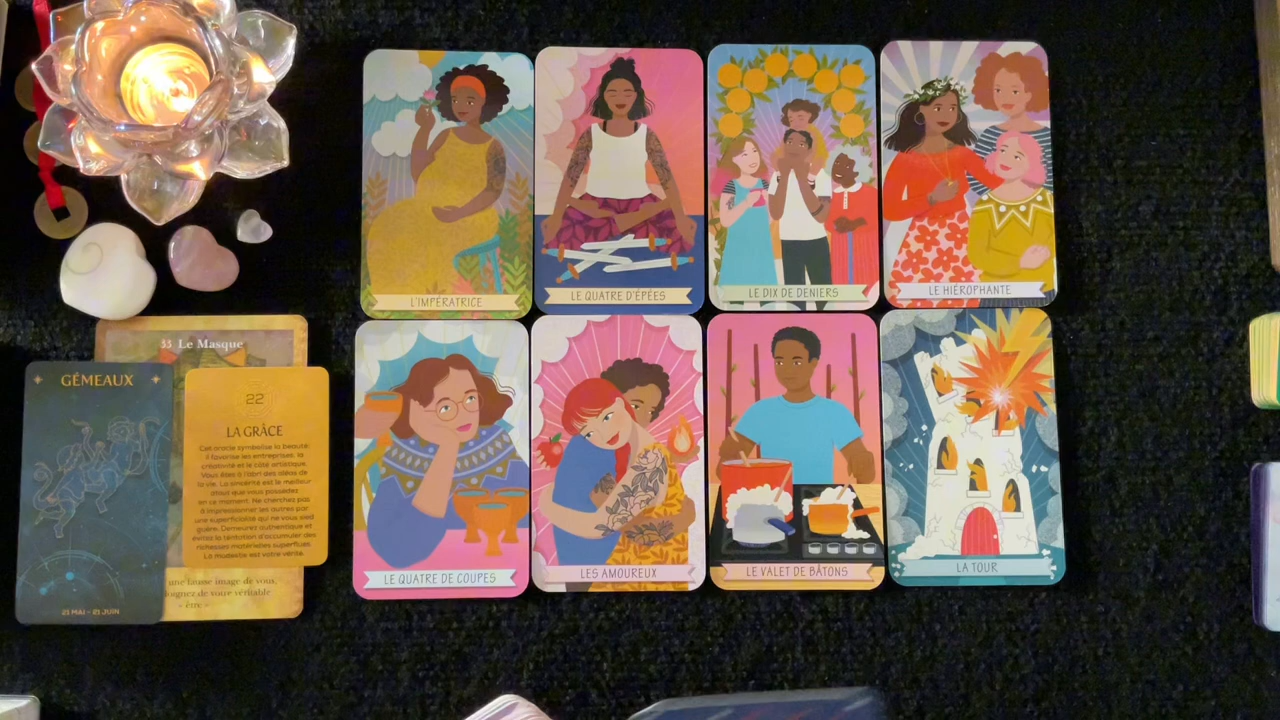 L'IMPÉRATRICE
LE QUATRE D'ÉPÉES
LE DIX DE DENIERS
LE HIÉROPHANTE
33 Le Masque
GÉMEAUX
21 MAI - 21 JUIN
22
LA GRÂCE
Cet oracle symbolise la beauté:
il favorise les entreprises, la
créativité et le côté artistique.
Vous êtes à l'abri des aléas de
la vie. La sincérité est le meilleur
atout que vous possédez
en ce moment. Ne cherchez pas
à impressionner les autres par
une superficialité qui ne vous sied
guère. Demeurez authentique et
évitez la tentation d'accumuler des
richesses matérielles superflues.
La modestie est votre vérité.
une fausse image de vous,
loignez de votre véritable
« être »
LE QUATRE DE COUPES
LES AMOUREUX
LE VALET DE BÂTONS
LA TOUR